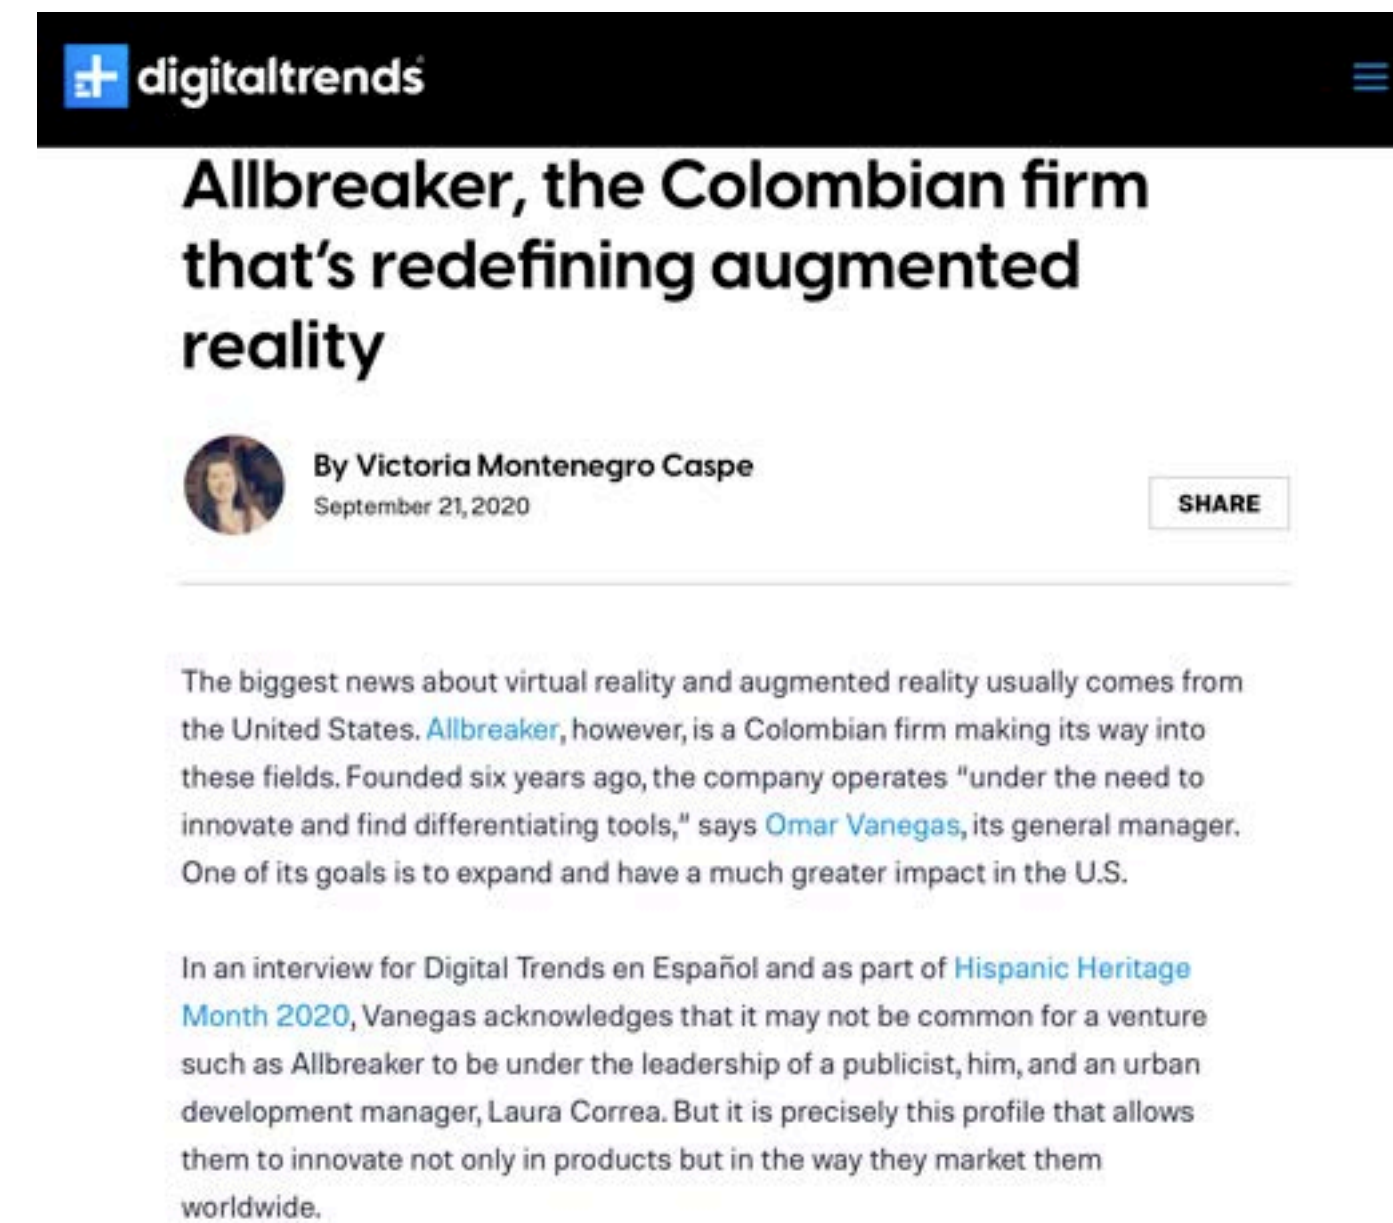 digitaltrends
Allbreaker, the Colombian firm
that's redefining augmented
reality
By Victoria Montenegro Caspe
September 21, 2020
SHARE
The biggest news about virtual reality and augmented reality usually comes from
the United States. Allbreaker, however, is a Colombian firm making its way into
these fields. Founded six years ago, the company operates “under the need to
innovate and find differentiating tools,” says Omar Vanegas, its general manager.
One of its goals is to expand and have a much greater impact in the U.S.
In an interview for Digital Trends en Español and as part of Hispanic Heritage
Month 2020, Vanegas acknowledges that it may not be common for a venture
such as Allbreaker to be under the leadership of a publicist, him, and an urban
development manager, Laura Correa. But it is precisely this profile that allows
them to innovate not only in products but in the way they market them
worldwide.